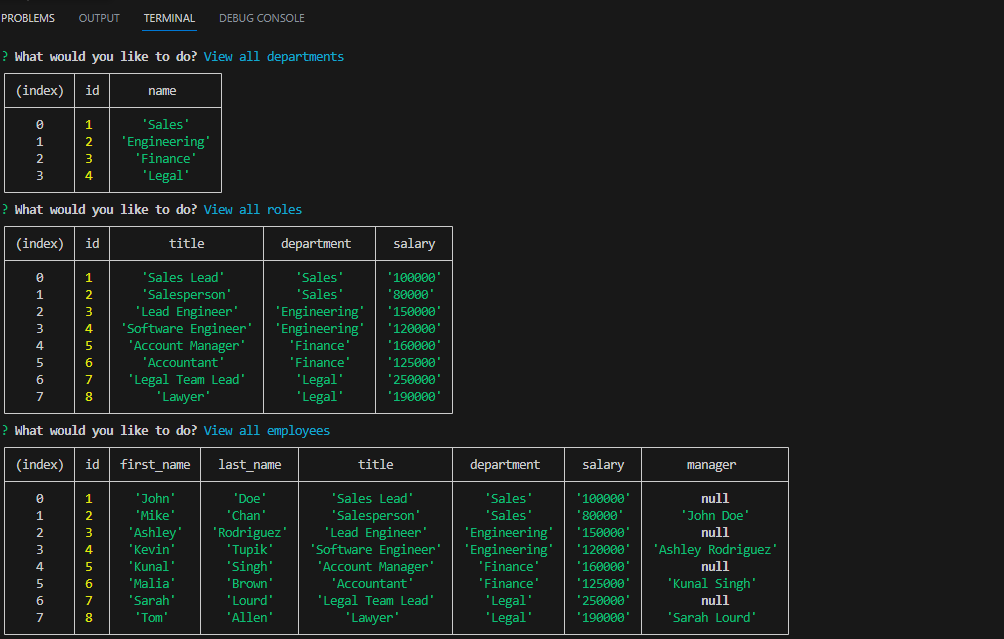 PROBLEMS OUTPUT TERMINAL DEBUG CONSOLE
? What would you like to do? View all departments
(index) id name
0 1 'Sales'
1 2 'Engineering'
2 3 'Finance'
3 4 'Legal'
? What would you like to do? View all roles
(index) id title department salary
0 1 'Sales Lead' 'Sales' '100000'
1 2 'Salesperson' 'Sales' '80000'
2 3 'Lead Engineer' 'Engineering' '150000'
3 4 'Software Engineer' 'Engineering' '120000'
4 5 'Account Manager' 'Finance' '160000'
5 6 'Accountant' 'Finance' '125000'
6 7 'Legal Team Lead' 'Legal' '250000'
7 8 'Lawyer' 'Legal' '190000'
? What would you like to do? View all employees
(index) id first_name last_name title department salary manager
0 1 'John' 'Doe' 'Sales Lead' 'Sales' '100000' null
1 2 'Mike' 'Chan' 'Salesperson' 'Sales' '80000' 'John Doe'
2 3 'Ashley' 'Rodriguez' 'Lead Engineer' 'Engineering' '150000' null
3 4 'Kevin' 'Tupik' 'Software Engineer' 'Engineering' '120000' 'Ashley Rodriguez'
4 5 'Kunal' 'Singh' 'Account Manager' 'Finance' '160000' null
5 6 'Malia' 'Brown' 'Accountant' 'Finance' '125000' 'Kunal Singh'
6 7 'Sarah' 'Lourd' 'Legal Team Lead' 'Legal' '250000' null
7 8 'Tom' 'Allen' 'Lawyer' 'Legal' '190000' 'Sarah Lourd'